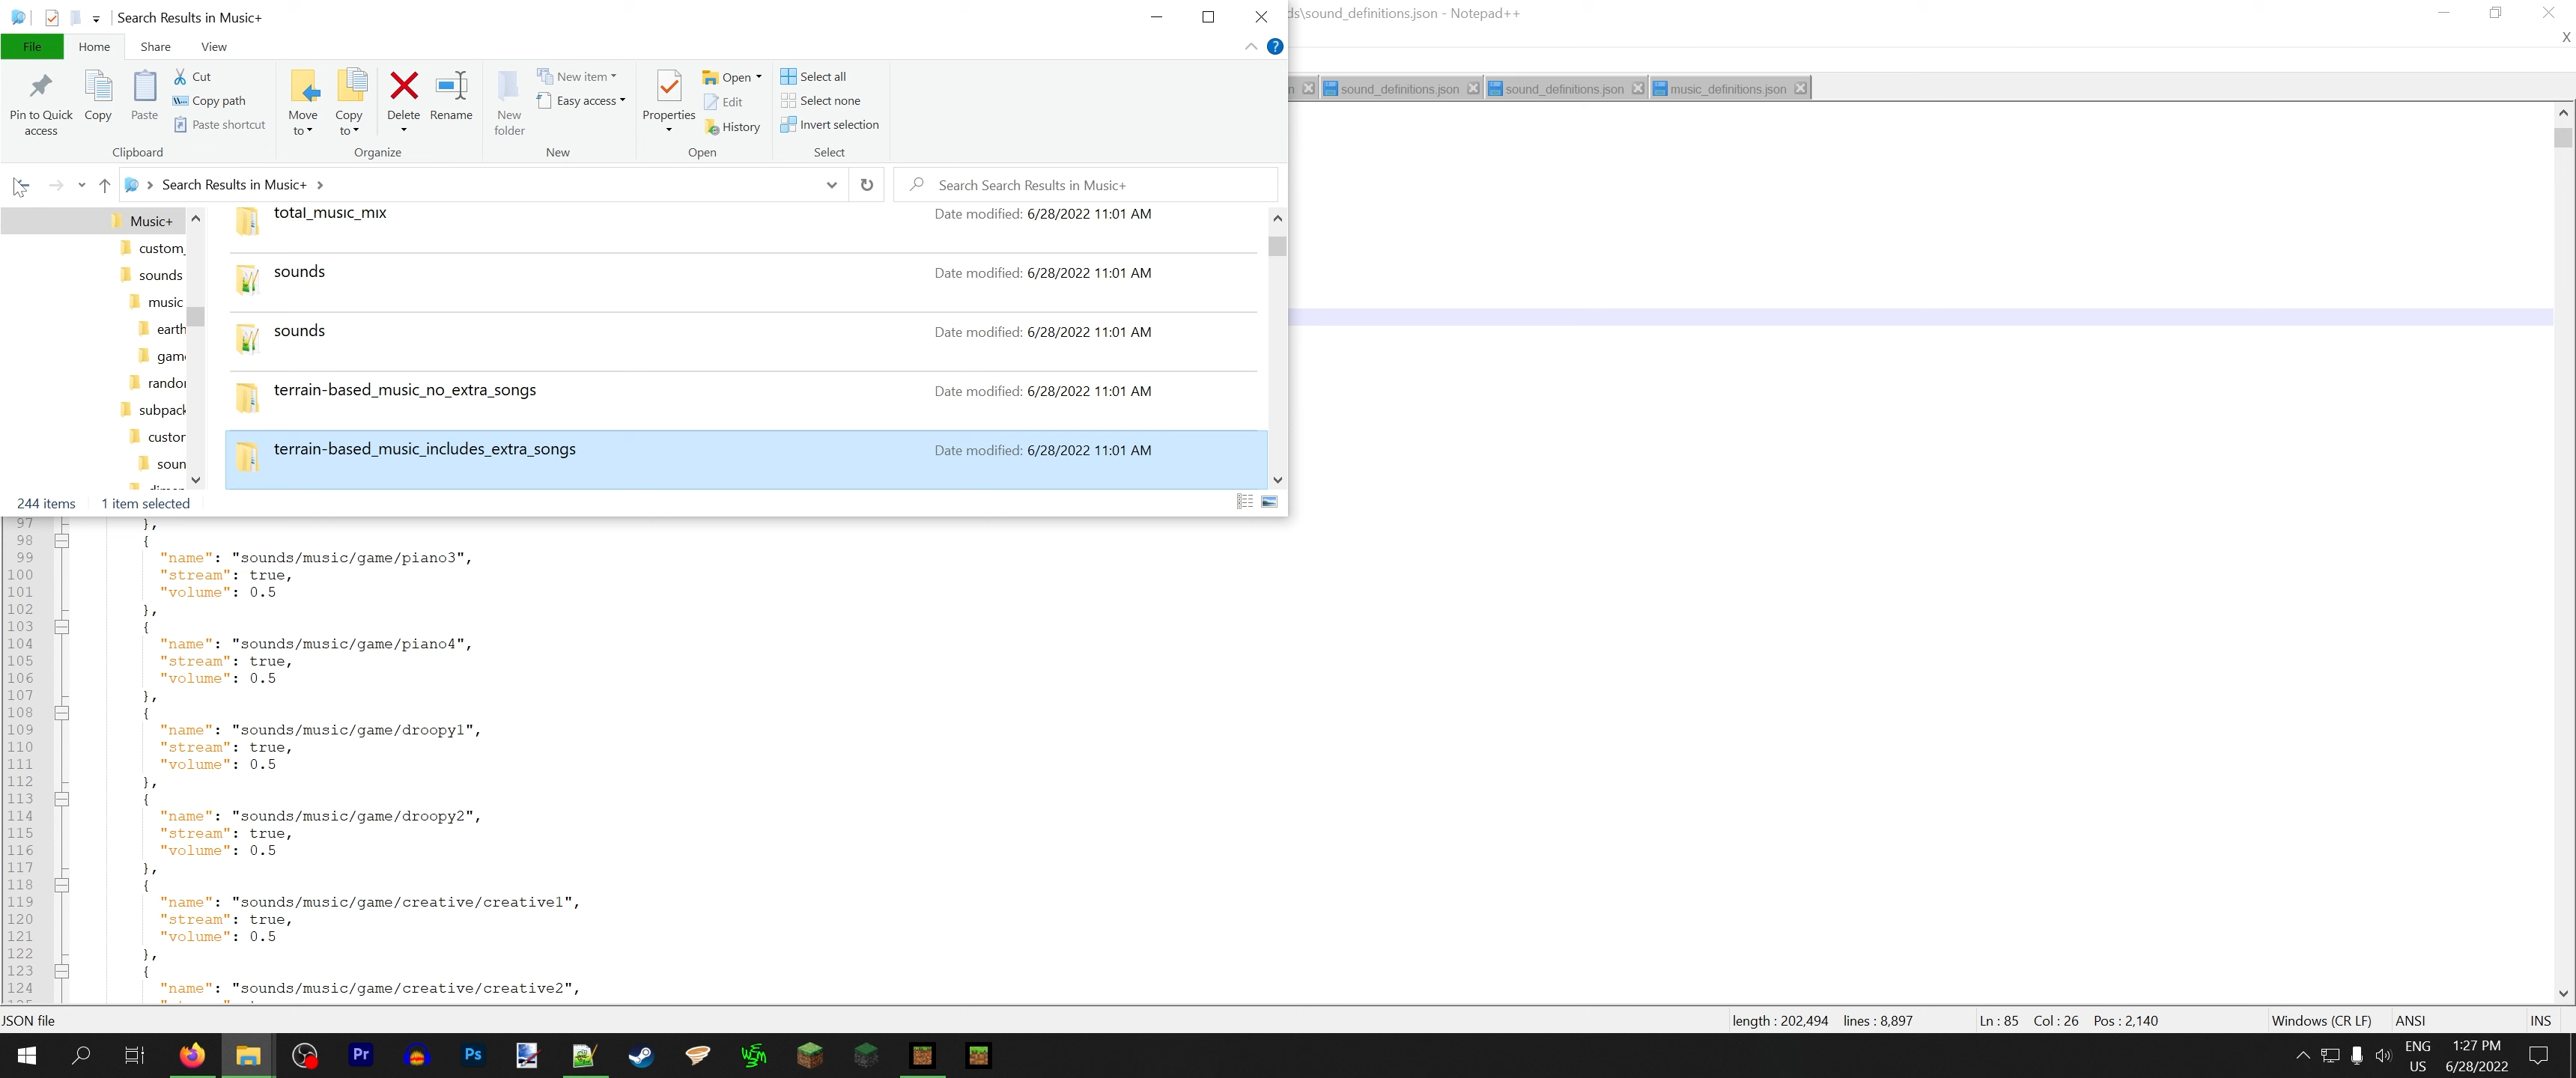 Search Results in Music+
ds\sound_definitions.json - Notepad++
File Home Share View
X
Pin to Quick access
Copy
Paste
Cut
Copy path
Paste shortcut
Clipboard
Move to
Copy to
Delete
Rename
Organize
New folder
New item
Easy access
New
Properties
Open
Edit
History
Open
Select all
Select none
Invert selection
Select
n sound_definitions.json sound_definitions.json music_definitions.json
Search Results in Music+
Search Search Results in Music+
Music+
custom_
sounds
music
earth
game
randor
subpack
custor
soun
total_music_mix Date modified: 6/28/2022 11:01 AM
sounds Date modified: 6/28/2022 11:01 AM
sounds Date modified: 6/28/2022 11:01 AM
terrain-based_music_no_extra_songs Date modified: 6/28/2022 11:01 AM
terrain-based_music_includes_extra_songs Date modified: 6/28/2022 11:01 AM
244 items 1 item selected
97 },
98 {
99 "name": "sounds/music/game/piano3",
100 "stream": true,
101 "volume": 0.5
102 },
103 {
104 "name": "sounds/music/game/piano4",
105 "stream": true,
106 "volume": 0.5
107 },
108 {
109 "name": "sounds/music/game/droopy1",
110 "stream": true,
111 "volume": 0.5
112 },
113 {
114 "name": "sounds/music/game/droopy2",
115 "stream": true,
116 "volume": 0.5
117 },
118 {
119 "name": "sounds/music/game/creative/creative1",
120 "stream": true,
121 "volume": 0.5
122 },
123 {
124 "name": "sounds/music/game/creative/creative2",
JSON file length : 202,494 lines : 8,897 Ln : 85 Col : 26 Pos : 2,140 Windows (CR LF) ANSI INS
Pr Ps
ENG US
1:27 PM
6/28/2022